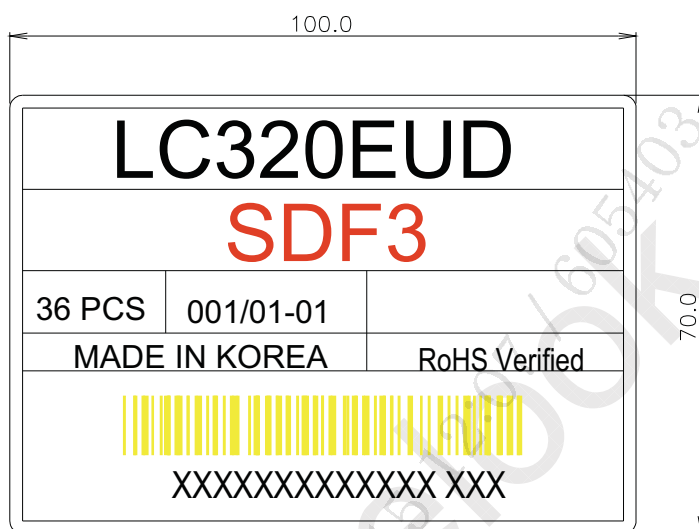 100.0
LC320EUD
SDF3
36 PCS 001/01-01
MADE IN KOREA RoHS Verified
XXXXXXXXXXXXX XXX
70.0